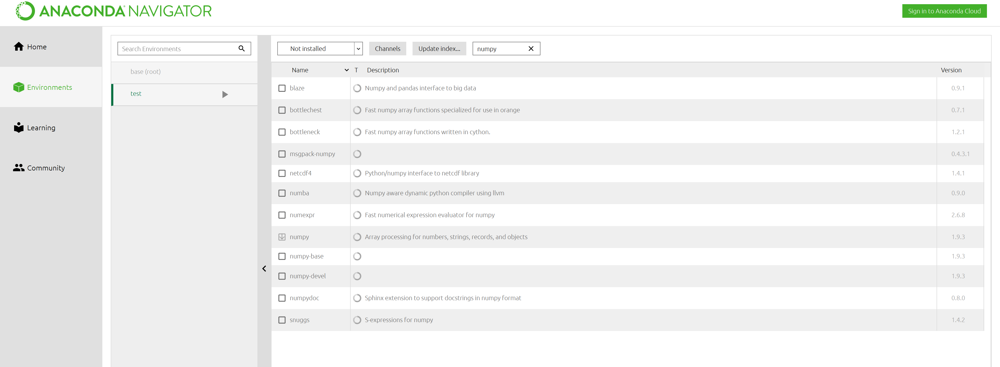 ANACONDA® NAVIGATOR
Sign in to Anaconda Cloud
Home
Environments
Learning
Community
Search Environments
base (root)
test
Not installed
Channels
Update index...
numpy
Name T Description Version
blaze Numpy and pandas interface to big data 0.9.1
bottlechest Fast numpy array functions specialized for use in orange 0.7.1
bottleneck Fast numpy array functions written in cython. 1.2.1
msgpack-numpy 0.4.3.1
netcdf4 Python/numpy interface to netcdf library 1.4.1
numba Numpy aware dynamic python compiler using llvm 0.9.0
numexpr Fast numerical expression evaluator for numpy 2.6.8
numpy Array processing for numbers, strings, records, and objects 1.9.3
numpy-base 1.9.3
numpy-devel 1.9.3
numpydoc Sphinx extension to support docstrings in numpy format 0.8.0
snuggs S-expressions for numpy 1.4.2